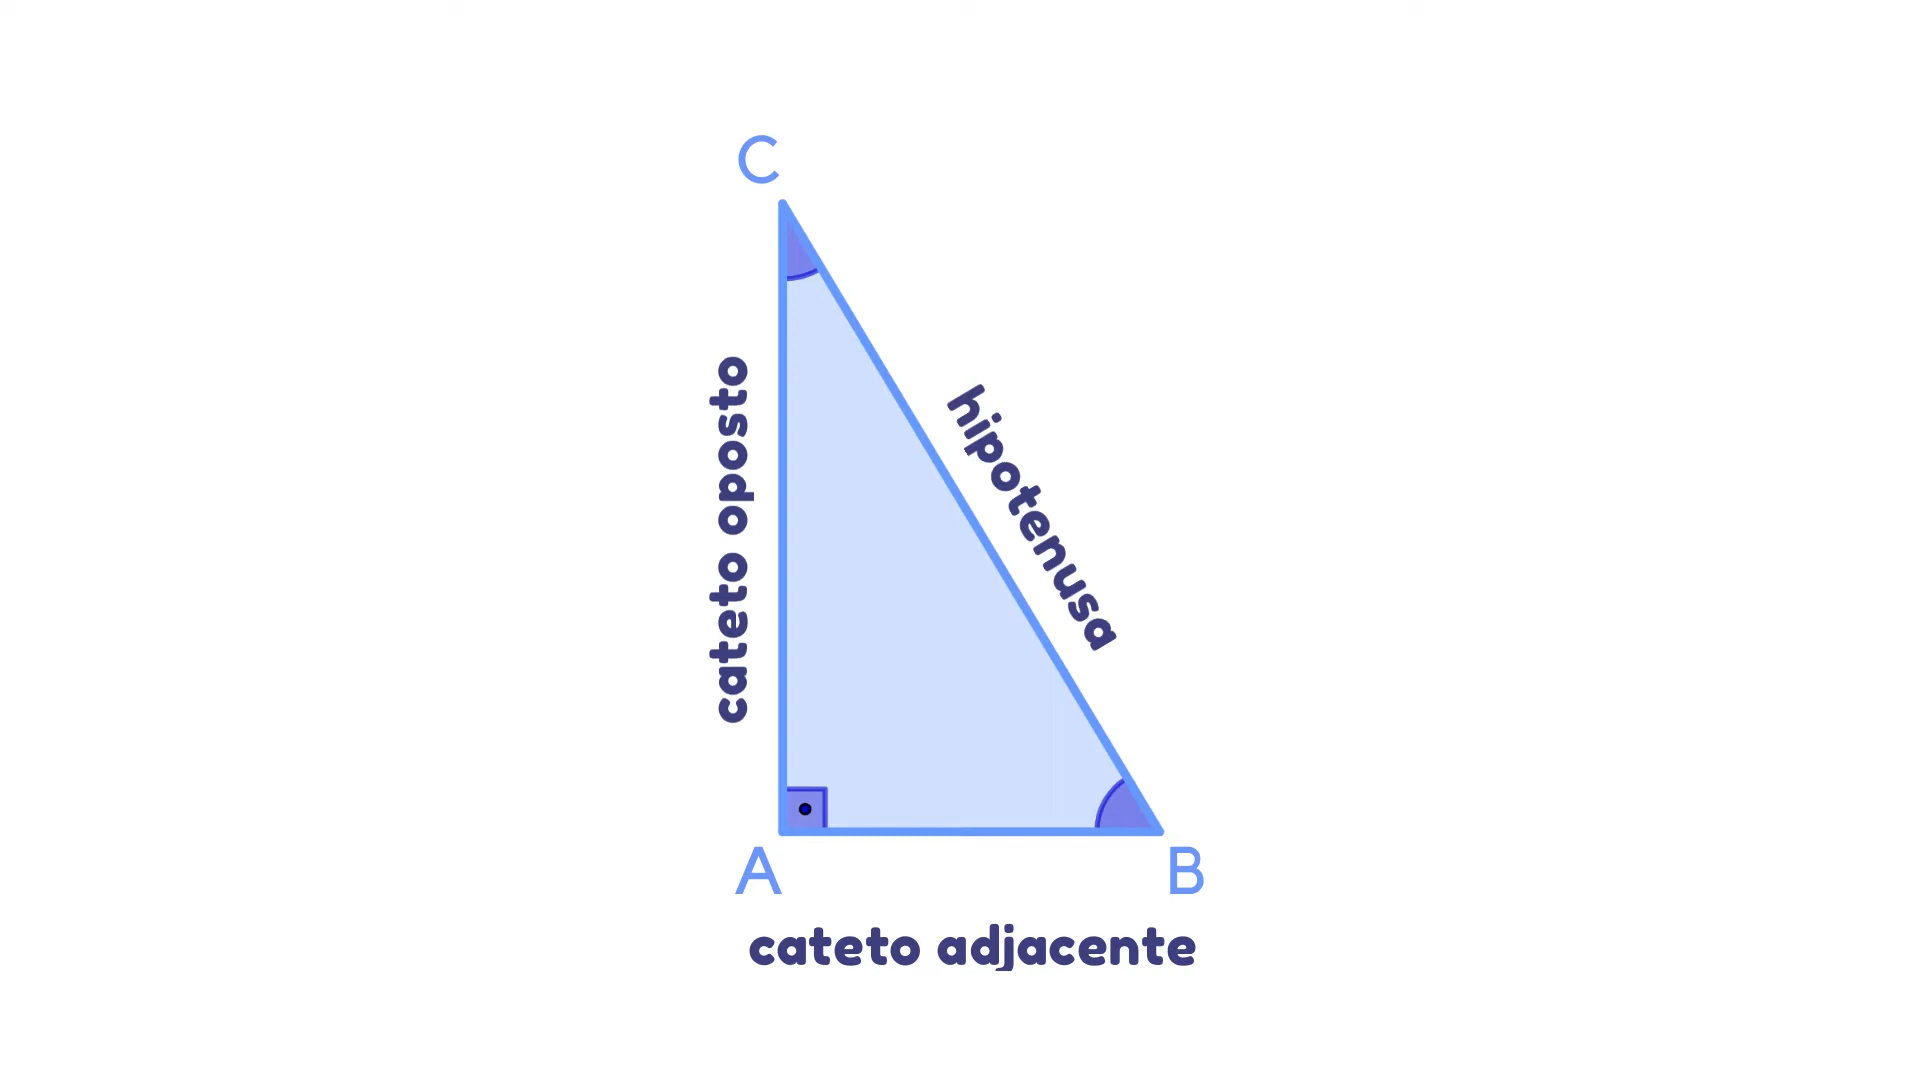 C
cateto oposto
hipotenusa
A
B
cateto adjacente